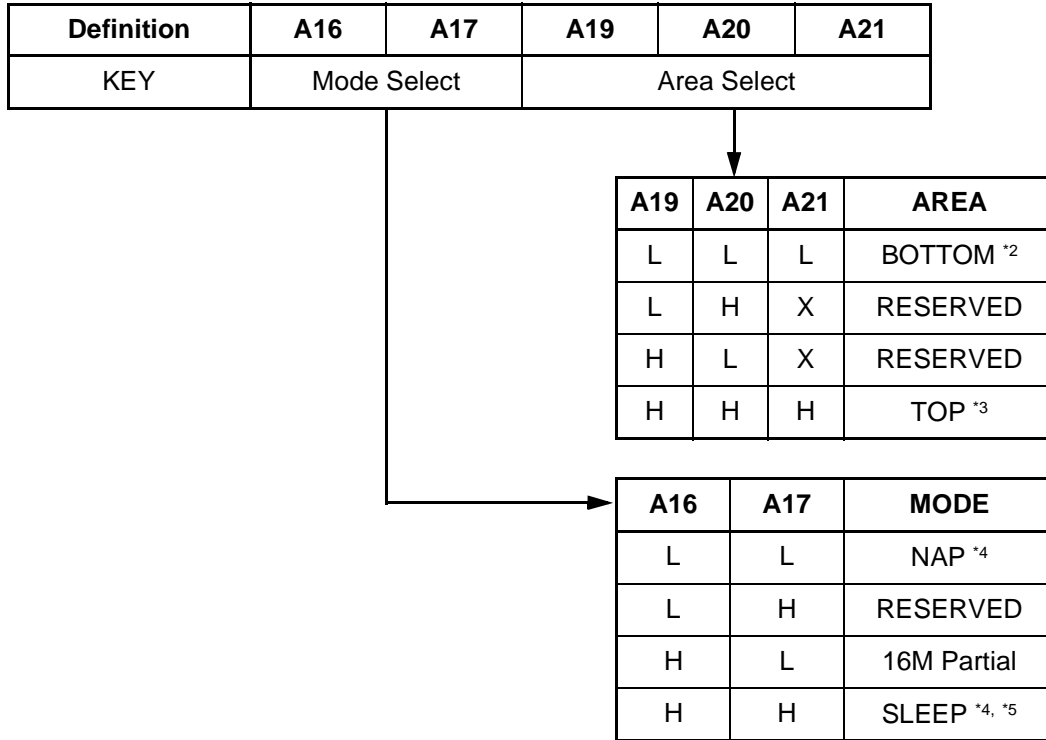 Definition A16 A17 A19 A20 A21
KEY Mode Select Area Select
A19 A20 A21 AREA
L L L BOTTOM *2
L H X RESERVED
H L X RESERVED
H H H TOP *3
A16 A17 MODE
L L NAP *4
L H RESERVED
H L 16M Partial
H H SLEEP *4, *5